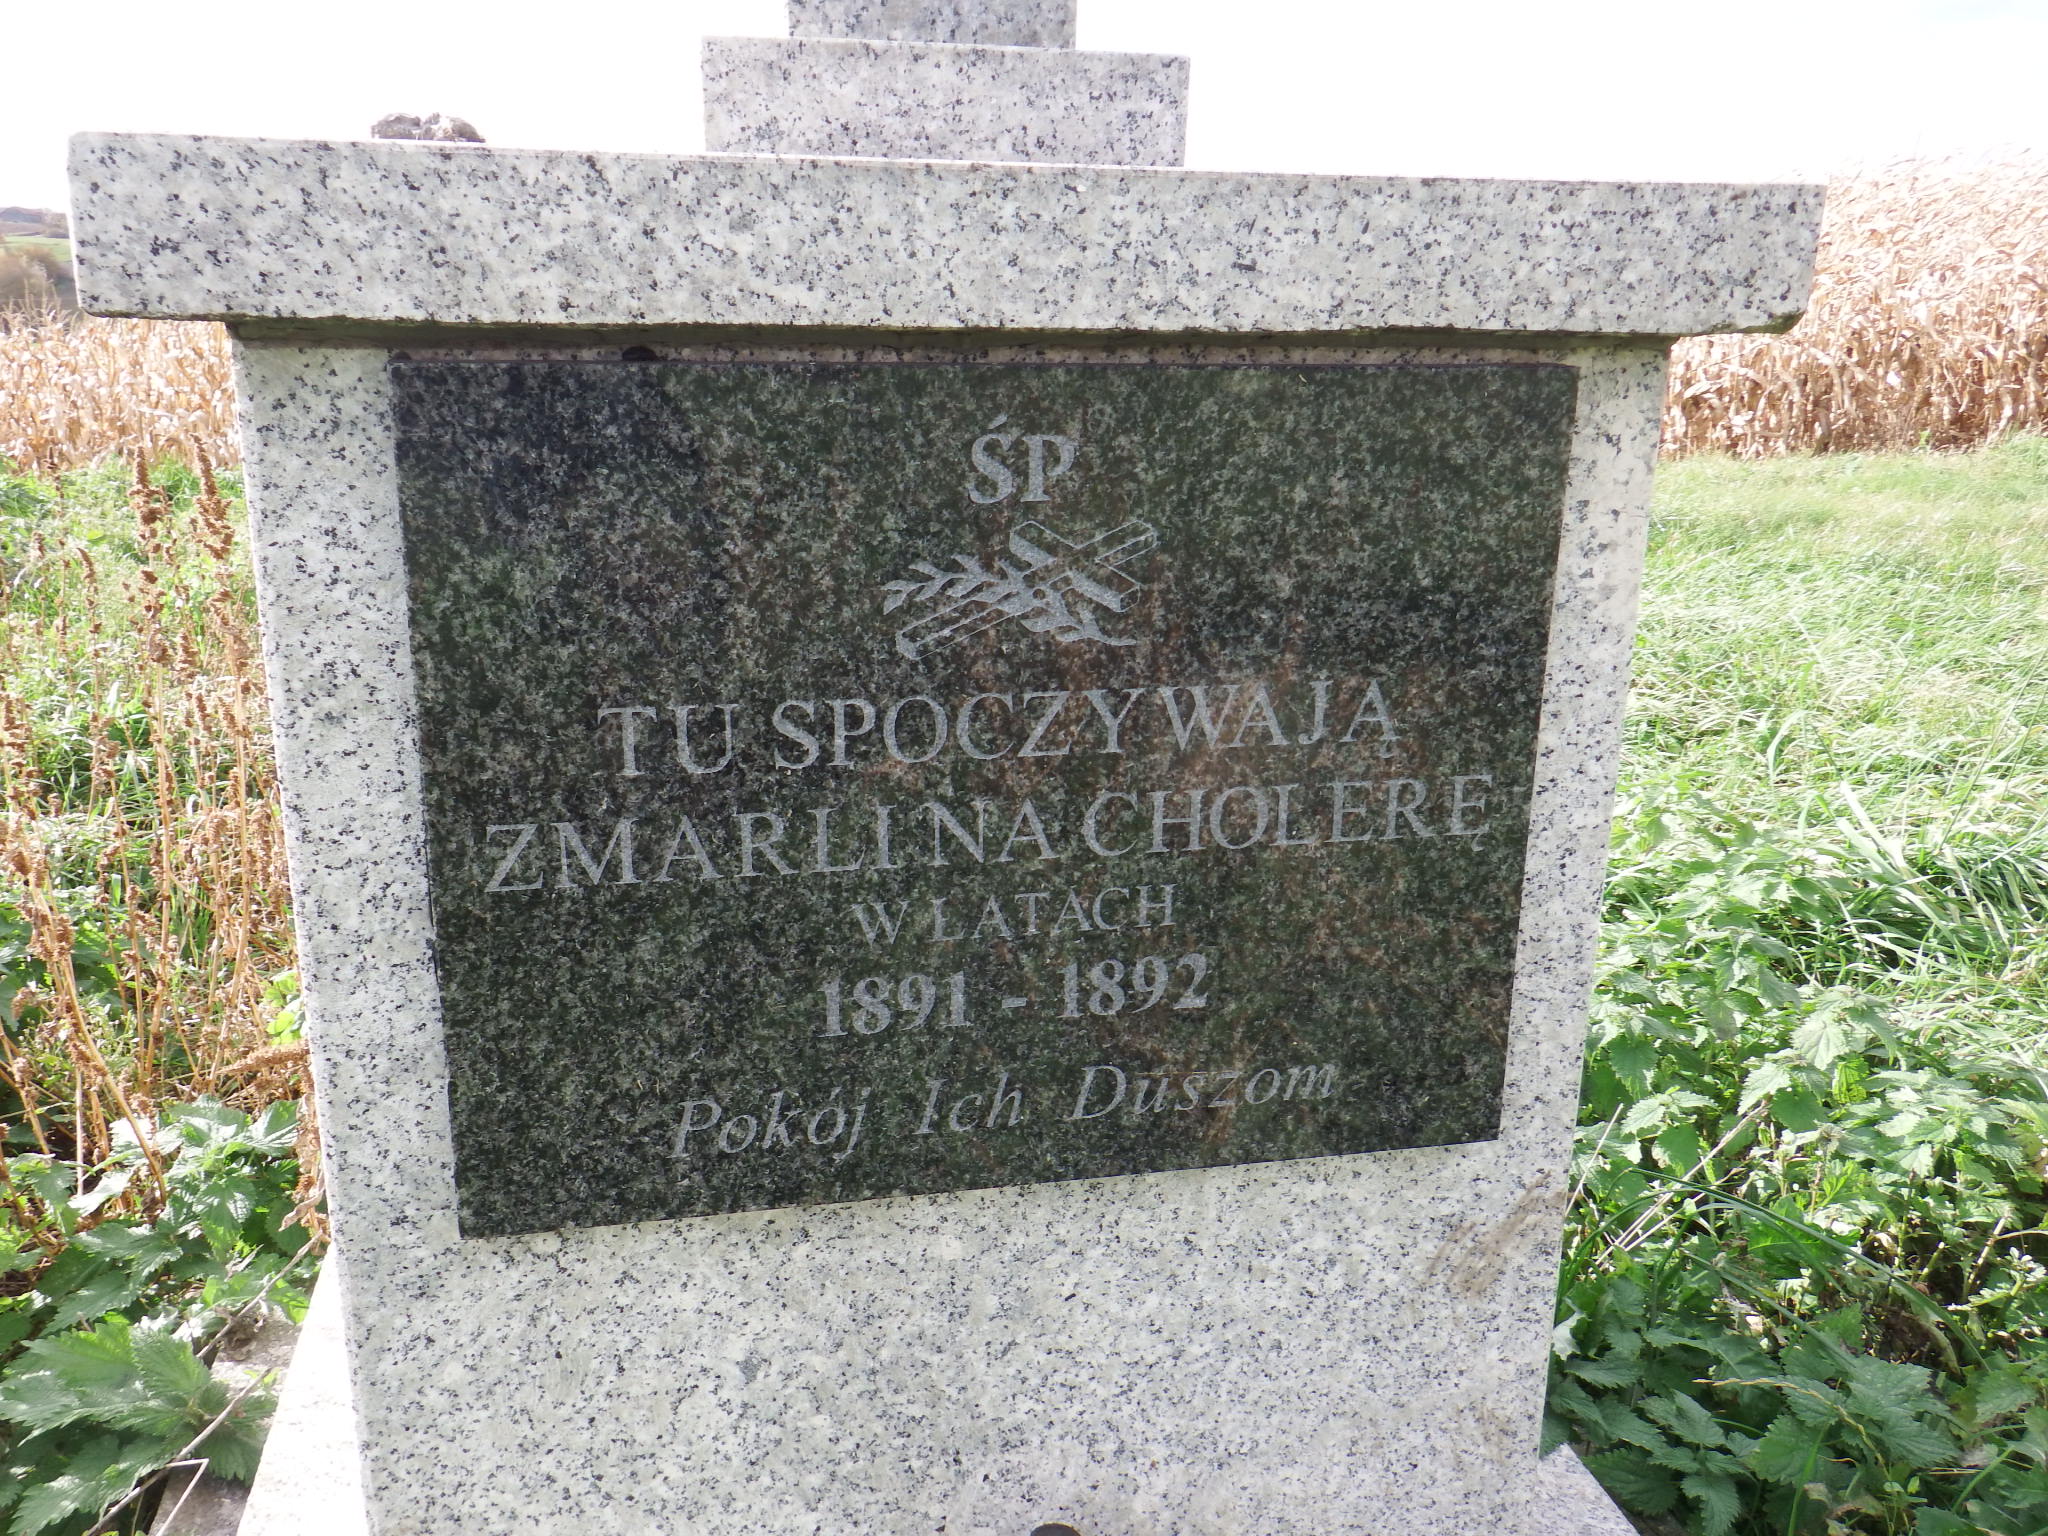 ŚP
TU SPOCZYWAJĄ
ZMARLI NA CHOLERĘ
W LATACH
1891 - 1892
Pokój Ich Duszom